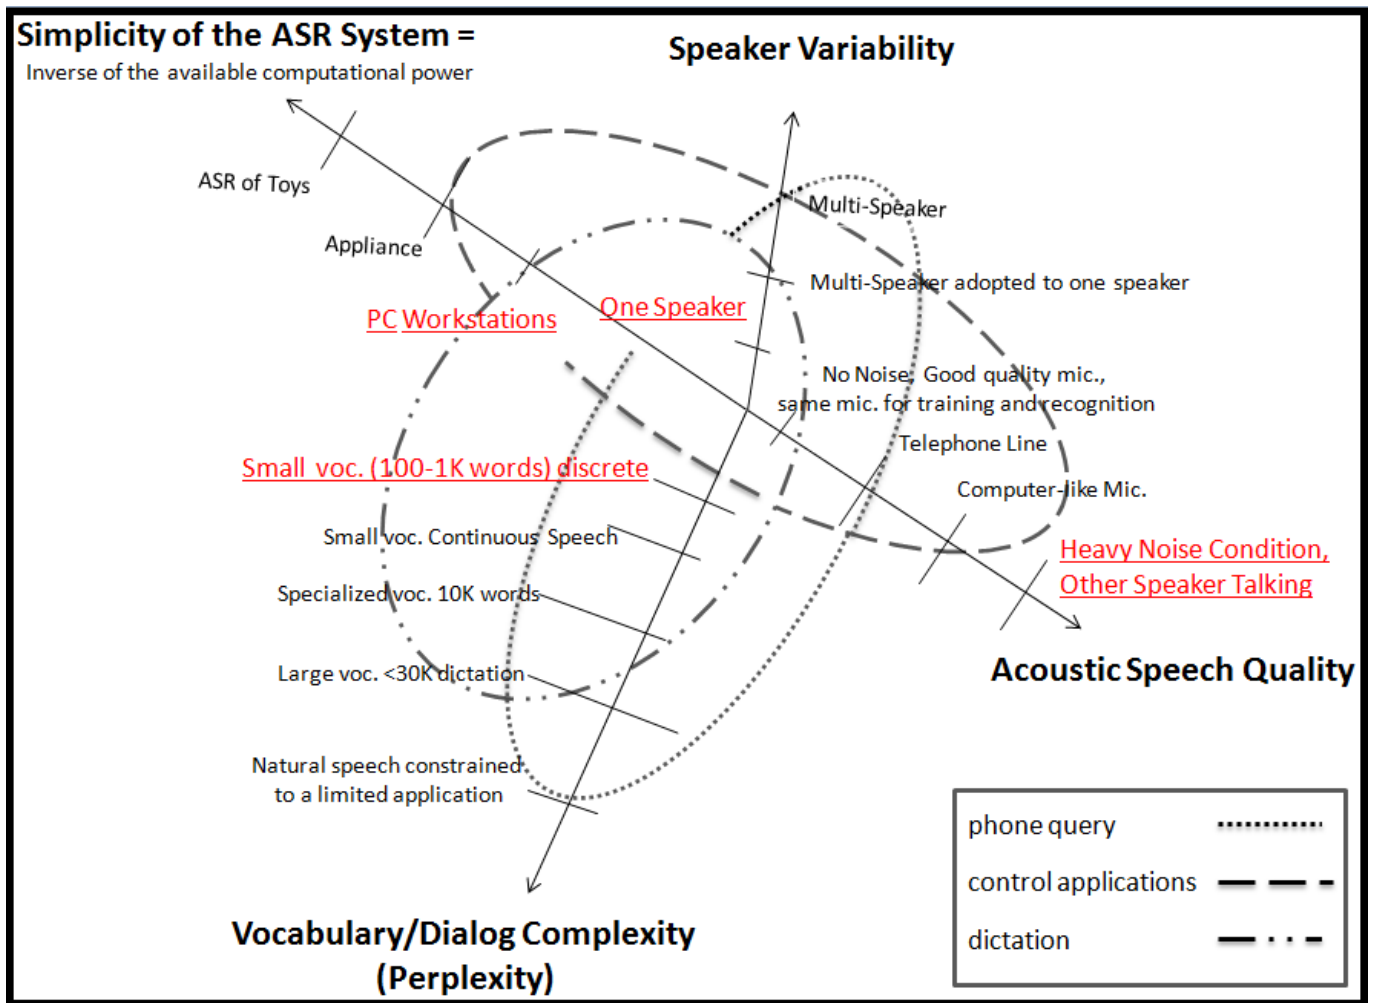 Simplicity of the ASR System =
Inverse of the available computational power
Speaker Variability
ASR of Toys
Multi-Speaker
Appliance
Multi-Speaker adopted to one speaker
One Speaker
PC Workstations
No Noise, Good quality mic.,
same mic. for training and recognition
Telephone Line
Small voc. (100-1K words) discrete
Computer-like Mic.
Small voc. Continuous Speech
Heavy Noise Condition,
Other Speaker Talking
Specialized voc. 10K words
Acoustic Speech Quality
Large voc. <30K dictation
Natural speech constrained
to a limited application
phone query
control applications
dictation
Vocabulary/Dialog Complexity
(Perplexity)